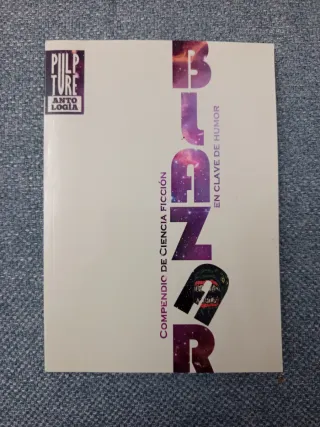 PULP
TURE
ANTO
LOGÍA
BLAZAR
COMPENDIO DE CIENCIA FICCIÓN
EN CLAVE DE HUMOR